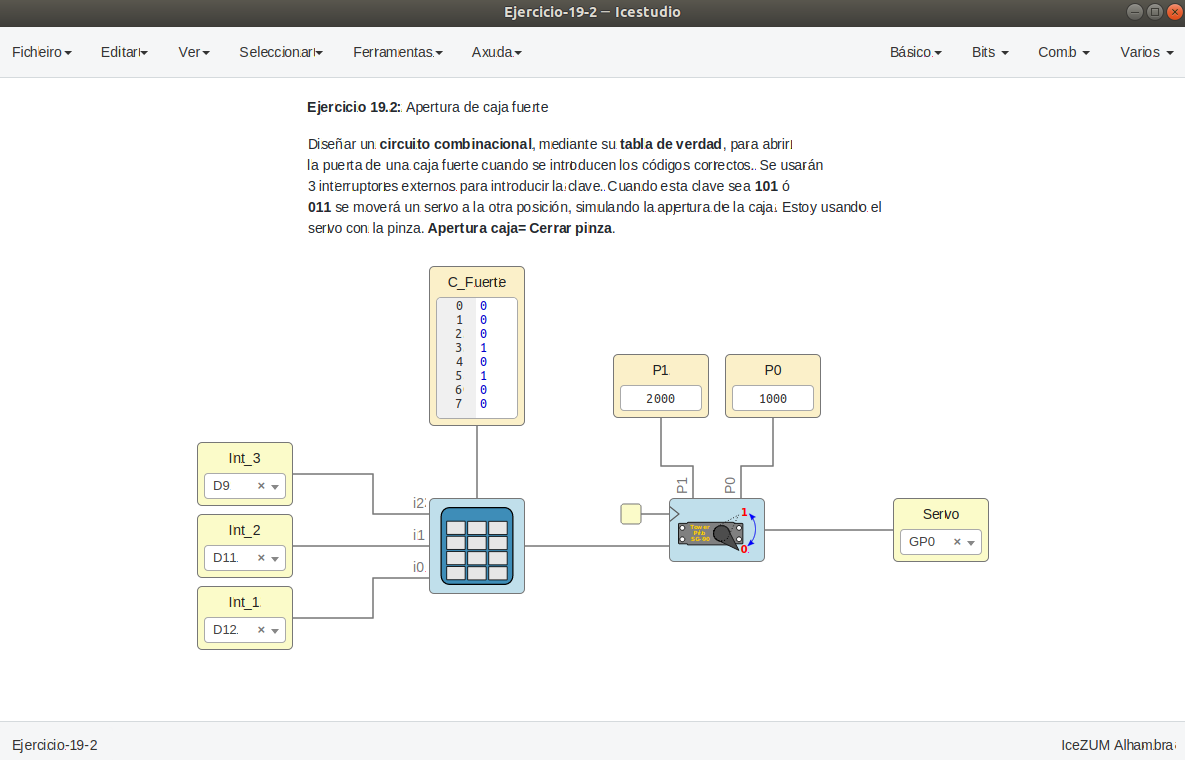 Ejercicio-19-2 — Icestudio
Ficheiro Editar Ver Seleccionar Ferramentas Axuda Básico Bits Comb Varios
Ejercicio 19.2: Apertura de caja fuerte
Diseñar un circuito combinacional, mediante su tabla de verdad, para abrir
la puerta de una caja fuerte cuando se introducen los códigos correctos. Se usarán
3 interruptores externos para introducir la clave. Cuando esta clave sea 101 ó
011 se moverá un servo a la otra posición, simulando la apertura de la caja. Estoy usando el
servo con la pinza. Apertura caja= Cerrar pinza.
C_Fuerte
0 0
1 0
2 0
3 1
4 0
5 1
6 0
7 0
P1
2000
P0
1000
Int_3
D9 ×
Int_2
D11 ×
Int_1
D12 ×
i2
i1
i0
P1
P0
Tower
Pro
SG-90
1
0
Servo
GP0 ×
Ejercicio-19-2
IceZUM Alhambra